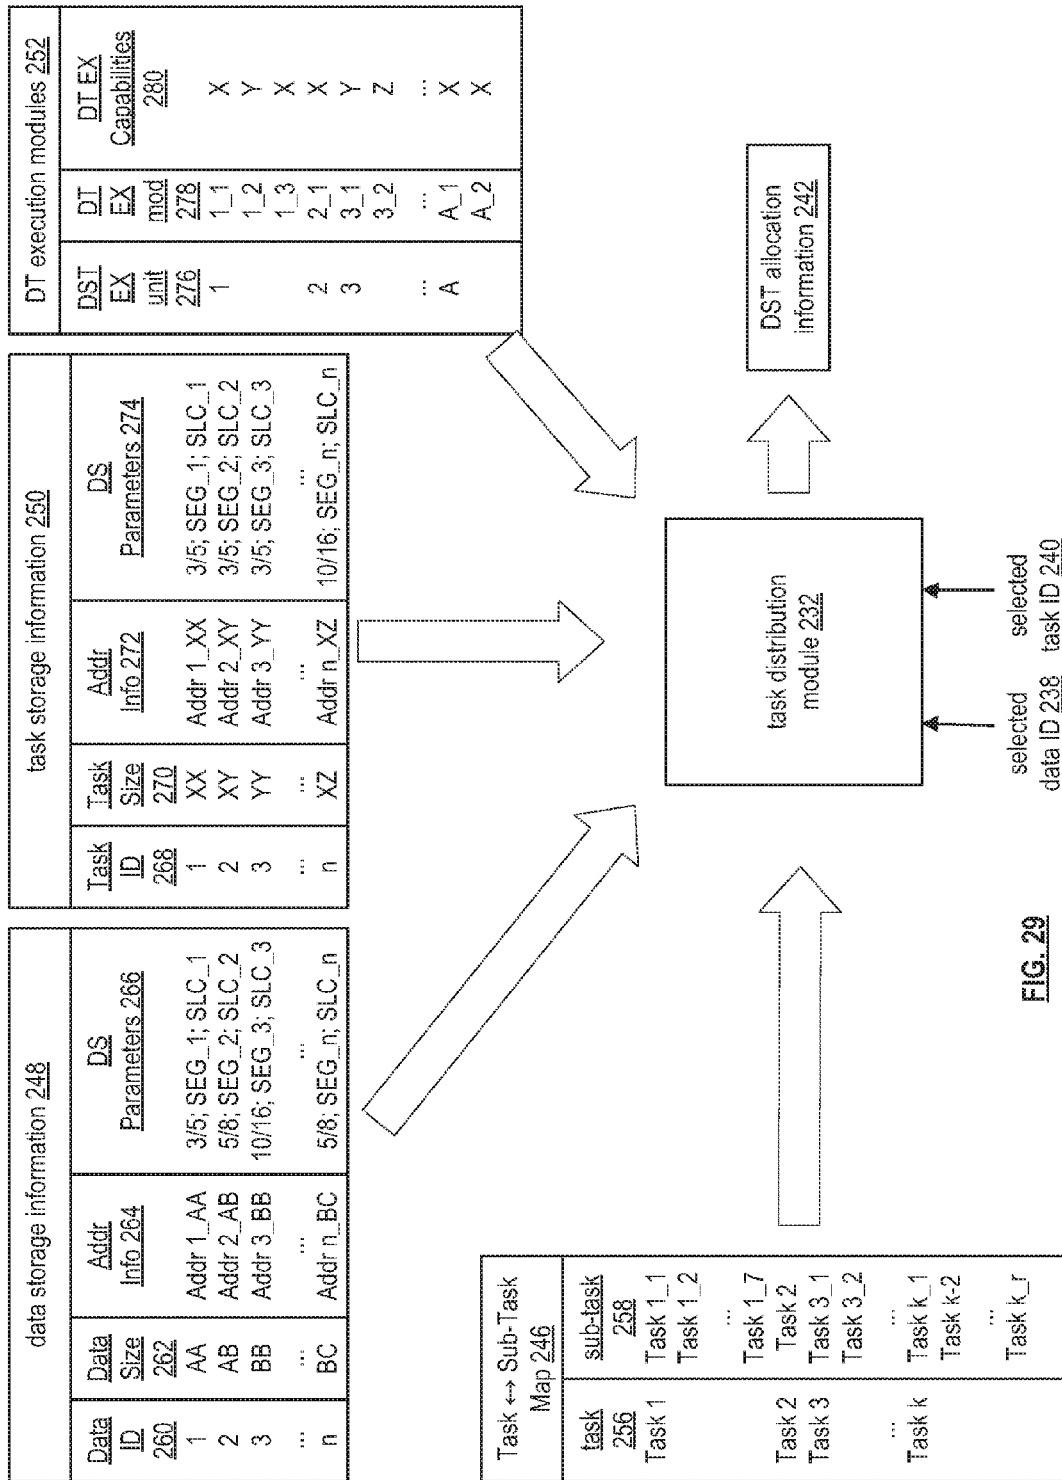 data storage information 248
Data ID 260 Data Size 262 Addr Info 264 DS Parameters 266
1 AA Addr 1_AA 3/5; SEG_1; SLC_1
2 AB Addr 2_AB 5/8; SEG_2; SLC_2
3 BB Addr 3_BB 10/16; SEG_3; SLC_3
... ... ... ...
n BC Addr n_BC 5/8; SEG_n; SLC_n
task storage information 250
Task ID 268 Task Size 270 Addr Info 272 DS Parameters 274
1 XX Addr 1_XX 3/5; SEG_1; SLC_1
2 XY Addr 2_XY 3/5; SEG_2; SLC_2
3 YY Addr 3_YY 3/5; SEG_3; SLC_3
... ... ... ...
n XZ Addr n_XZ 10/16; SEG_n; SLC_n
DT execution modules 252
DST EX unit 276 DT EX mod 278 DT EX Capabilities 280
1 1_1 X
1_2 Y
1_3 X
2 2_1 X
3 3_1 Y
3_2 Z
... ... ...
A A_1 X
A_2 X
Task ↔ Sub-Task
Map 246
task 256 sub-task 258
Task 1 Task 1_1
Task 1_2
...
Task 1_7
Task 2 Task 2
Task 3 Task 3_1
Task 3_2
... ...
Task k Task k_1
Task k-2
...
Task k_r
task distribution
module 232
selected
data ID 238
selected
task ID 240
DST allocation
information 242
FIG. 29